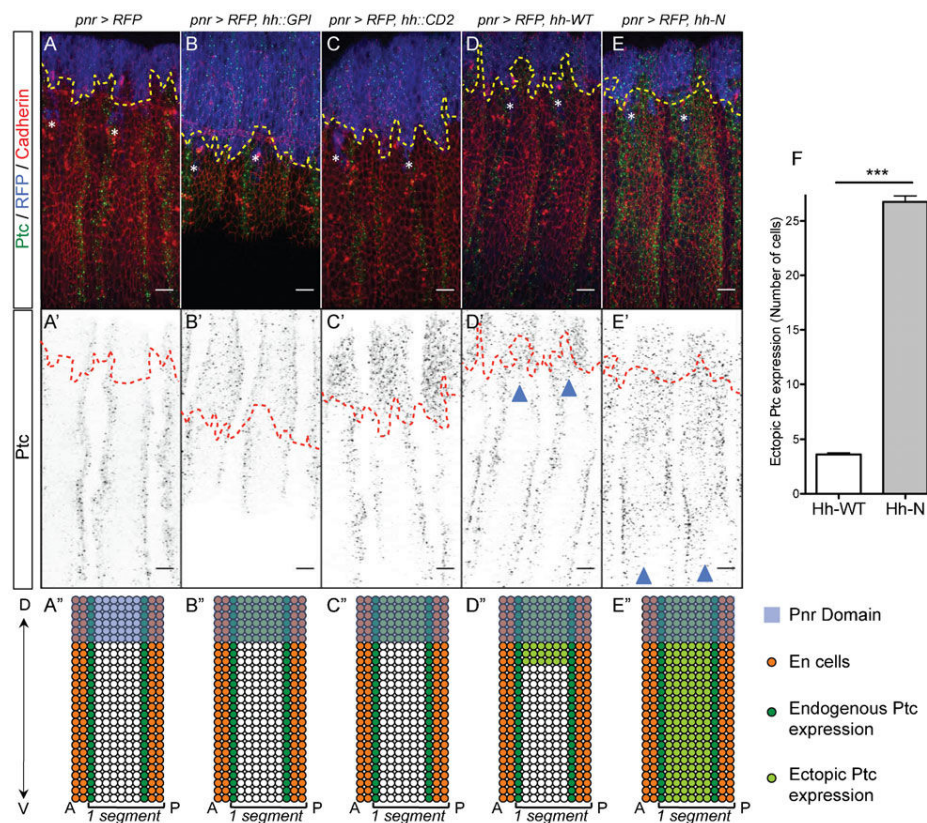 pnr > RFP
pnr > RFP, hh::GPI
pnr > RFP, hh::CD2
pnr > RFP, hh-WT
pnr > RFP, hh-N
Ptc / RFP / Cadherin
A
B
C
D
E
*
*
*
*
*
*
*
*
*
*
F
Ectopic Ptc expression (Number of cells)
***
25
20
15
10
5
0
Hh-WT
Hh-N
Ptc
A'
B'
C'
D'
E'
D
V
A"
B"
C"
D"
E"
A P
1 segment
A P
1 segment
A P
1 segment
A P
1 segment
A P
1 segment
Pnr Domain
En cells
Endogenous Ptc
expression
Ectopic Ptc
expression